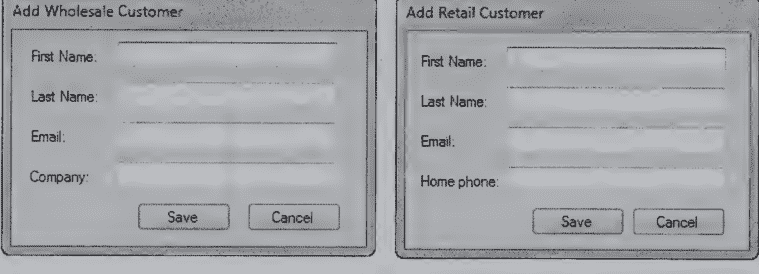 Add Wholesale Customer
First Name:
Last Name:
Email:
Company:
Save Cancel
Add Retail Customer
First Name:
Last Name:
Email:
Home phone:
Save Cancel